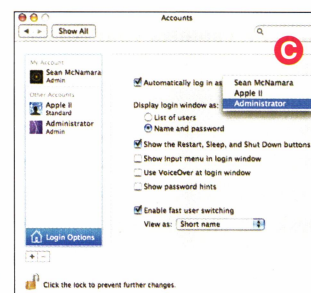 Accounts
Show All
C
My Account
Sean McNamara
Admin
Other Accounts
Apple II
Standard
Administrator
Admin
Login Options
+ -
Automatically log in as
Sean McNamara
Apple II
Administrator
Display login window as:
List of users
Name and password
Show the Restart, Sleep, and Shut Down buttons
Show Input menu in login window
Use VoiceOver at login window
Show password hints
Enable fast user switching
View as: Short name
Click the lock to prevent further changes.